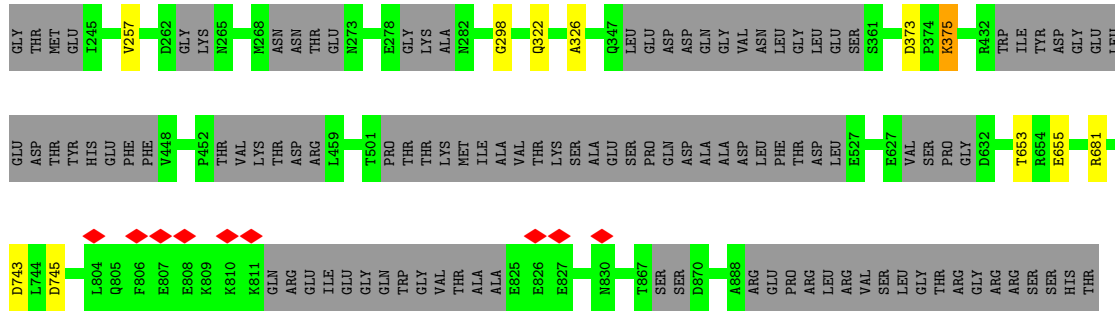 GLY THR MET GLU I245 V257 D262 GLY LYS N265 M268 ASN ASN THR GLU N273 E278 GLY LYS ALA N282 G298 Q322 A326 Q347 LEU GLU ASP ASP GLN GLY VAL ASN LEU GLY LEU GLU SER S361 D373 P374 K375 R432 TRP ILE TYR ASP GLY GLU LEU
GLU ASP THR TYR HIS GLU PHE PHE V448 P452 THR VAL LYS THR ASP ARG L459 T501 PRO THR THR LYS MET ILE ALA VAL THR LYS SER ALA GLU SER PRO GLN ASP ALA ALA ASP LEU PHE THR ASP LEU E527 E627 VAL SER PRO GLY D632 T653 R654 E655 R681
D743 L744 D745 L804 Q805 F806 E807 E808 K809 K810 K811 GLN ARG GLU ILE GLU GLY GLN TRP GLY VAL THR ALA ALA E825 E826 E827 N830 T867 SER SER D870 A888 ARG GLU PRO ARG LEU ARG VAL SER LEU GLY THR ARG GLY ARG ARG SER SER HIS THR